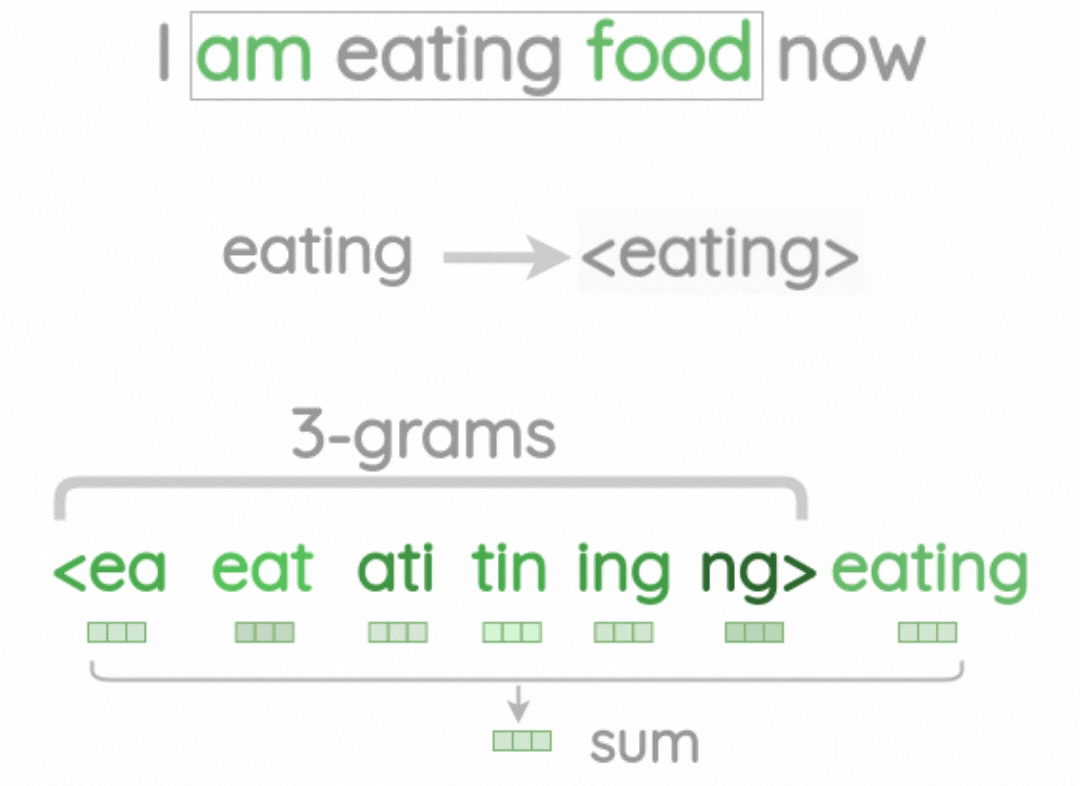 I am eating food now
eating <eating>
3-grams
<ea eat ati tin ing ng> eating
sum